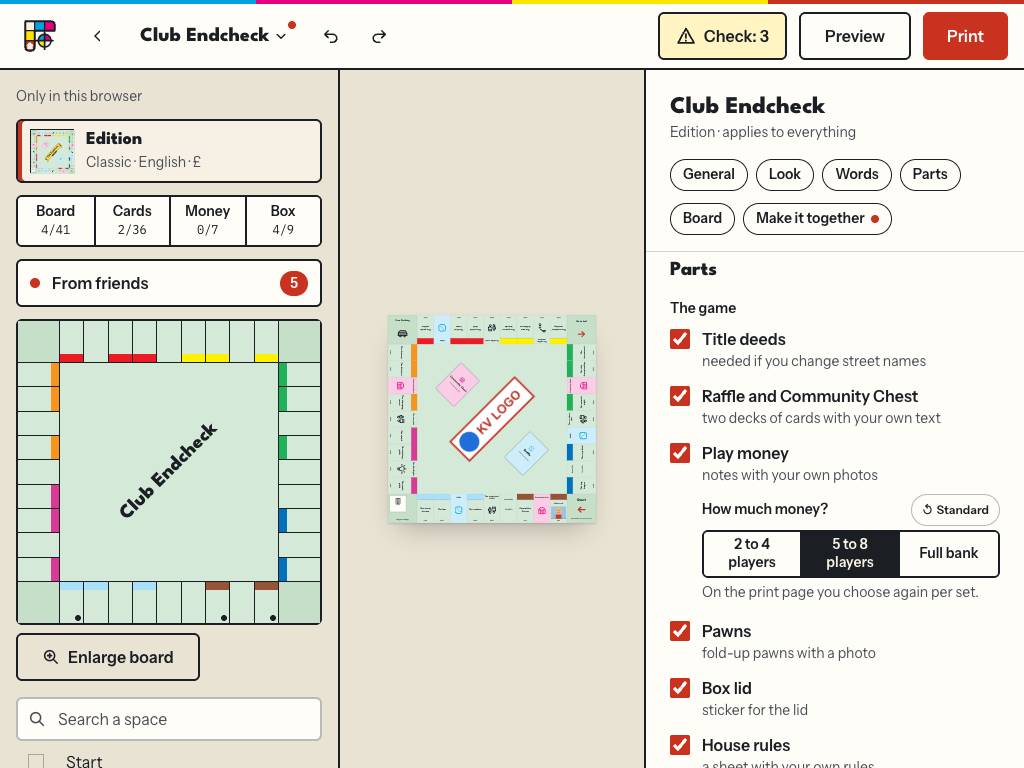 Club Endcheck
Check: 3
Preview
Print
Only in this browser
Edition
Classic · English · £
Board
4/41
Cards
2/36
Money
0/7
Box
4/9
From friends
5
Club Endcheck
Enlarge board
Search a space
Start
KV LOGO
Club Endcheck
Edition · applies to everything
General
Look
Words
Parts
Board
Make it together
Parts
The game
Title deeds
needed if you change street names
Raffle and Community Chest
two decks of cards with your own text
Play money
notes with your own photos
How much money?
Standard
2 to 4
players
5 to 8
players
Full bank
On the print page you choose again per set.
Pawns
fold-up pawns with a photo
Box lid
sticker for the lid
House rules
a sheet with your own rules